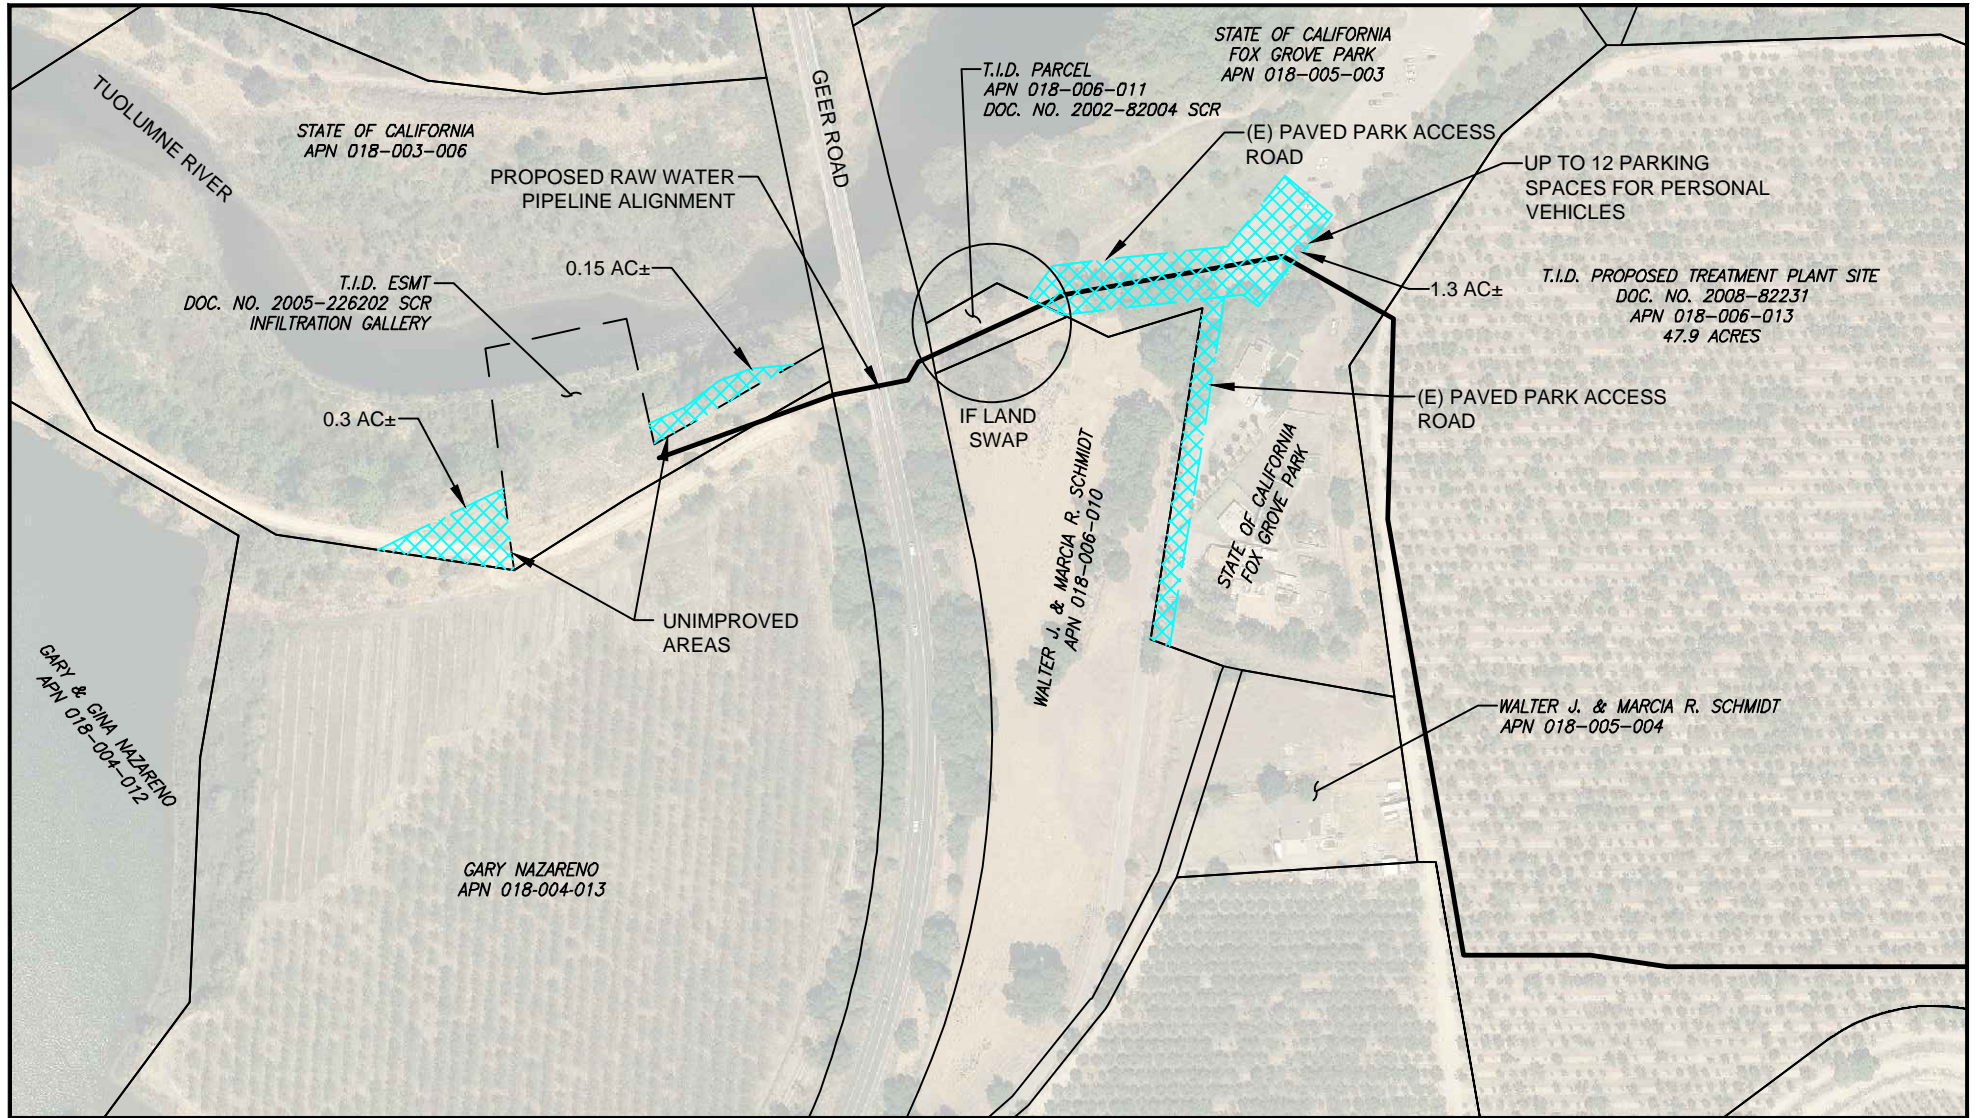 STATE OF CALIFORNIA
FOX GROVE PARK
APN 018-005-003
T.I.D. PARCEL
APN 018-006-011
DOC. NO. 2002-82004 SCR
TUOLUMNE RIVER
GEER ROAD
STATE OF CALIFORNIA
APN 018-003-006
(E) PAVED PARK ACCESS
ROAD
PROPOSED RAW WATER
PIPELINE ALIGNMENT
UP TO 12 PARKING
SPACES FOR PERSONAL
VEHICLES
0.15 AC±
T.I.D. ESMT
DOC. NO. 2005-226202 SCR
INFILTRATION GALLERY
1.3 AC±
T.I.D. PROPOSED TREATMENT PLANT SITE
DOC. NO. 2008-82231
APN 018-006-013
47.9 ACRES
0.3 AC±
IF LAND
SWAP
(E) PAVED PARK ACCESS
ROAD
WALTER J. & MARCIA R. SCHMIDT
APN 018-006-010
STATE OF CALIFORNIA
FOX GROVE PARK
UNIMPROVED
AREAS
GARY & GINA NAZARENO
APN 018-004-012
WALTER J. & MARCIA R. SCHMIDT
APN 018-005-004
GARY NAZARENO
APN 018-004-013